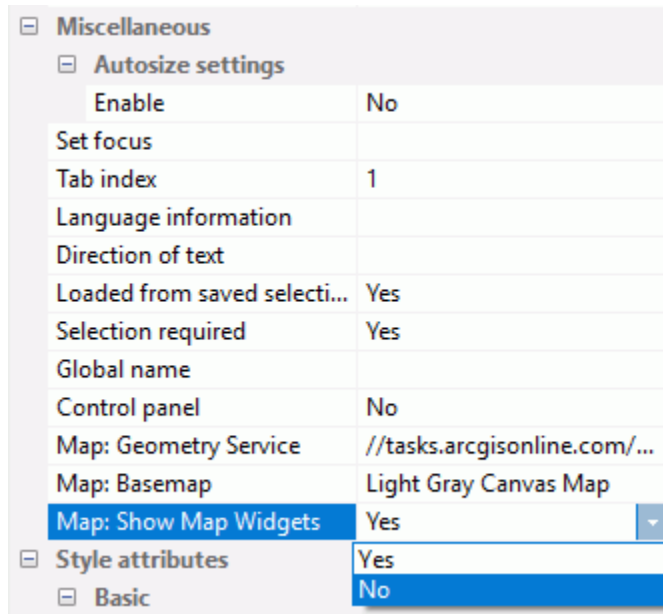 Miscellaneous
Autosize settings
Enable No
Set focus
Tab index 1
Language information
Direction of text
Loaded from saved selecti... Yes
Selection required Yes
Global name
Control panel No
Map: Geometry Service //tasks.arcgisonline.com/...
Map: Basemap Light Gray Canvas Map
Map: Show Map Widgets Yes
Style attributes Yes
Basic No